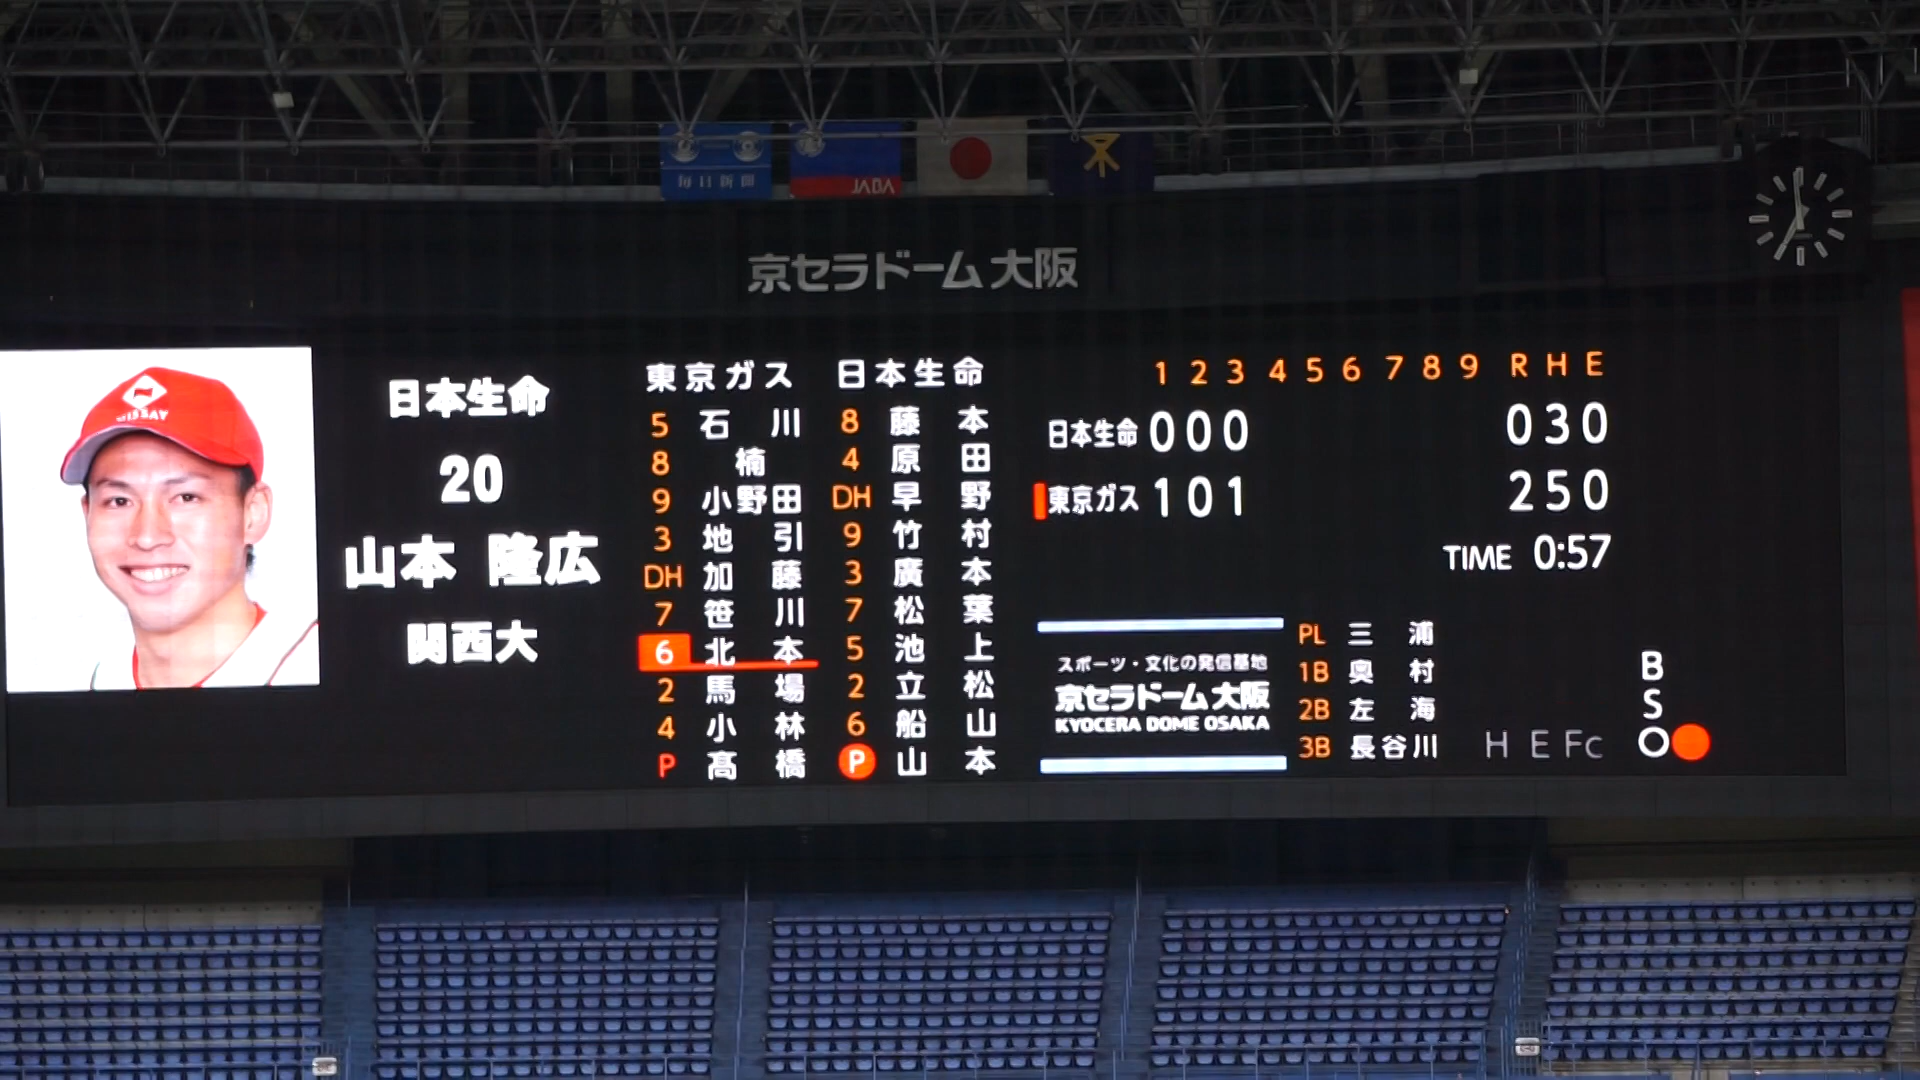 毎日新聞
JABA
京セラドーム 大阪
NISSAY
日本生命
20
山本 隆広
関西大
東京ガス
5 石川
8 楠
9 小野田
3 地引
DH 加藤
7 笹川
6 北本
2 馬場
4 小林
P 髙橋
日本生命
8 藤本
4 原田
DH 早野
9 竹村
3 廣本
7 松葉
5 池上
2 立松
6 船山
P 山本
1 2 3 4 5 6 7 8 9 R H E
日本生命 0 0 0 0 3 0
東京ガス 1 0 1 2 5 0
TIME 0:57
スポーツ・文化の発信基地
京セラドーム 大阪
KYOCERA DOME OSAKA
PL 三浦
1B 奥村
2B 左海
3B 長谷川
H E Fc
B
S
O